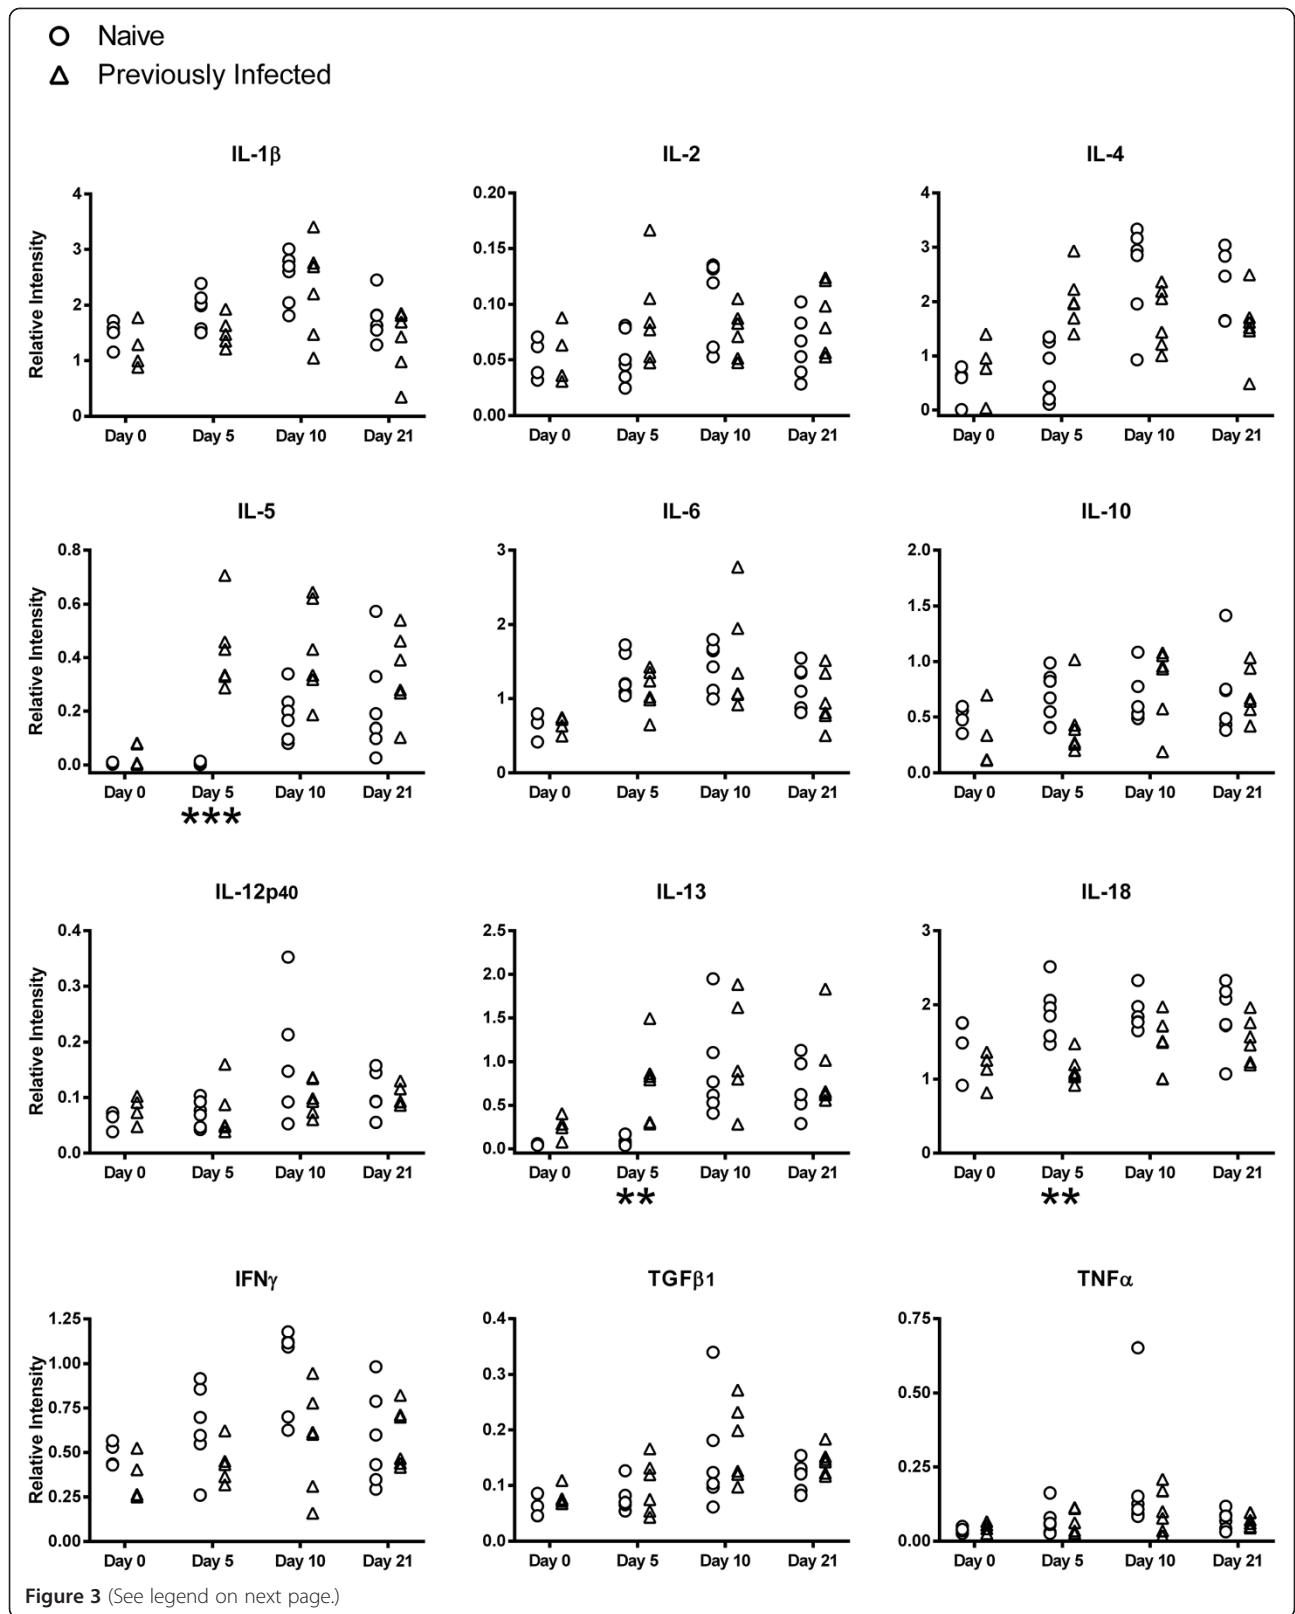 Naive
Previously Infected
IL-1β
IL-2
IL-4
Relative Intensity
4
3
2
1
0
Day 0 Day 5 Day 10 Day 21
0.20
0.15
0.10
0.05
0.00
Day 0 Day 5 Day 10 Day 21
4
3
2
1
0
Day 0 Day 5 Day 10 Day 21
IL-5
IL-6
IL-10
Relative Intensity
0.8
0.6
0.4
0.2
0.0
Day 0 Day 5 Day 10 Day 21
***
3
2
1
0
Day 0 Day 5 Day 10 Day 21
2.0
1.5
1.0
0.5
0.0
Day 0 Day 5 Day 10 Day 21
IL-12p40
IL-13
IL-18
Relative Intensity
0.4
0.3
0.2
0.1
0.0
Day 0 Day 5 Day 10 Day 21
2.5
2.0
1.5
1.0
0.5
0.0
Day 0 Day 5 Day 10 Day 21
**
3
2
1
0
Day 0 Day 5 Day 10 Day 21
**
IFNγ
TGFβ1
TNFα
Relative Intensity
1.25
1.00
0.75
0.50
0.25
0.00
Day 0 Day 5 Day 10 Day 21
0.4
0.3
0.2
0.1
0.0
Day 0 Day 5 Day 10 Day 21
0.75
0.50
0.25
0.00
Day 0 Day 5 Day 10 Day 21
Figure 3 (See legend on next page.)